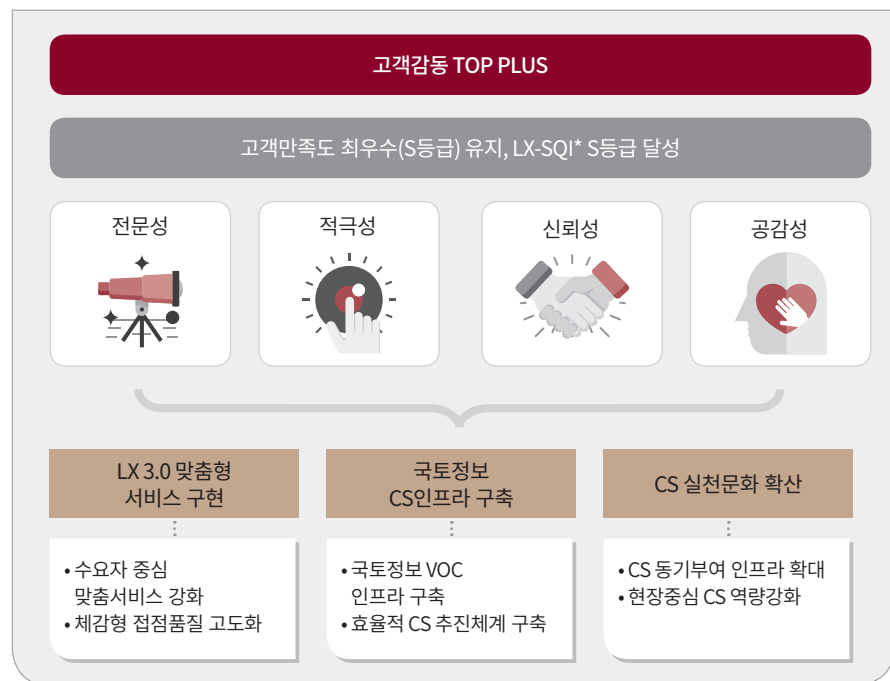 고객감동 TOP PLUS
고객만족도 최우수(S등급) 유지, LX-SQI* S등급 달성
전문성
적극성
신뢰성
공감성
LX 3.0 맞춤형
서비스 구현
• 수요자 중심
맞춤서비스 강화
• 체감형 접점품질 고도화
국토정보
CS인프라 구축
• 국토정보 VOC
인프라 구축
• 효율적 CS 추진체계 구축
CS 실천문화 확산
• CS 동기부여 인프라 확대
• 현장중심 CS 역량강화